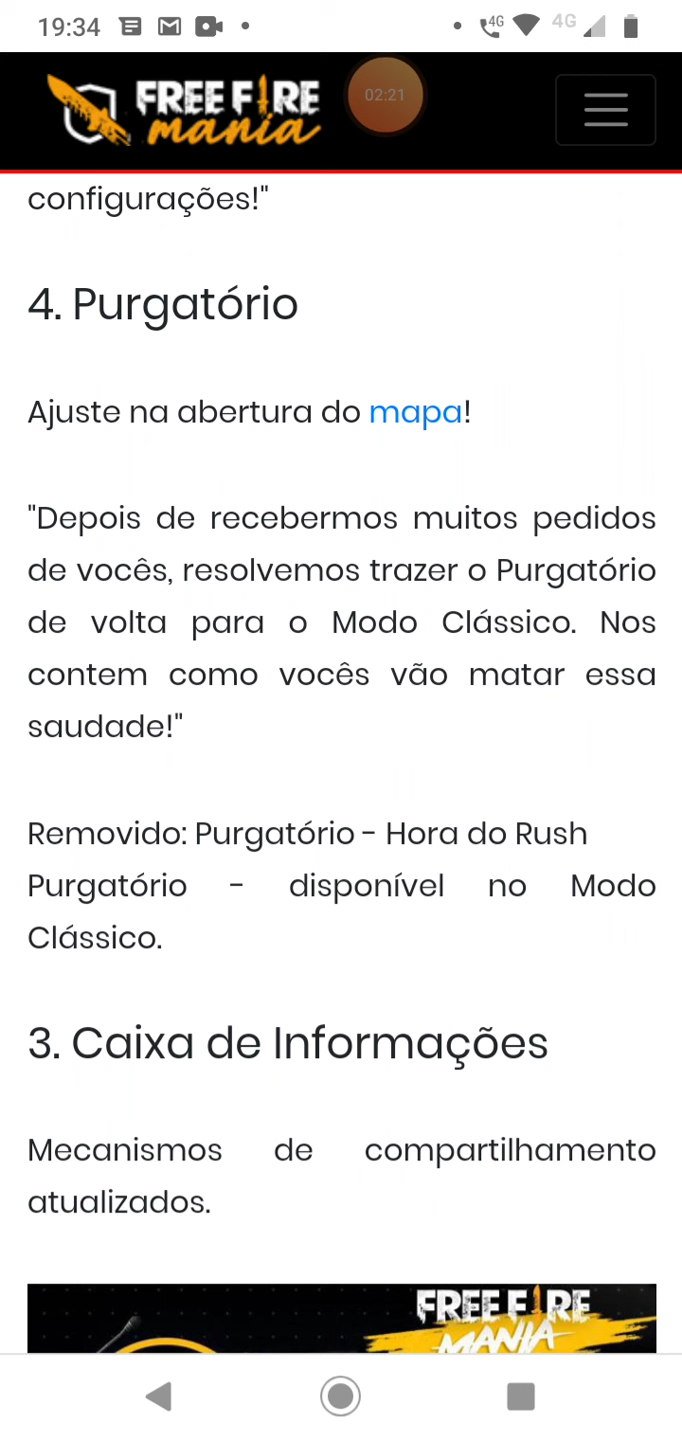 19:34
4G
4G
FREE FIRE
mania
02:21
configurações!"
4. Purgatório
Ajuste na abertura do mapa!
"Depois de recebermos muitos pedidos
de vocês, resolvemos trazer o Purgatório
de volta para o Modo Clássico. Nos
contem como vocês vão matar essa
saudade!"
Removido: Purgatório - Hora do Rush
Purgatório - disponível no Modo
Clássico.
3. Caixa de Informações
Mecanismos de compartilhamento
atualizados.
FREE FIRE
MANIA